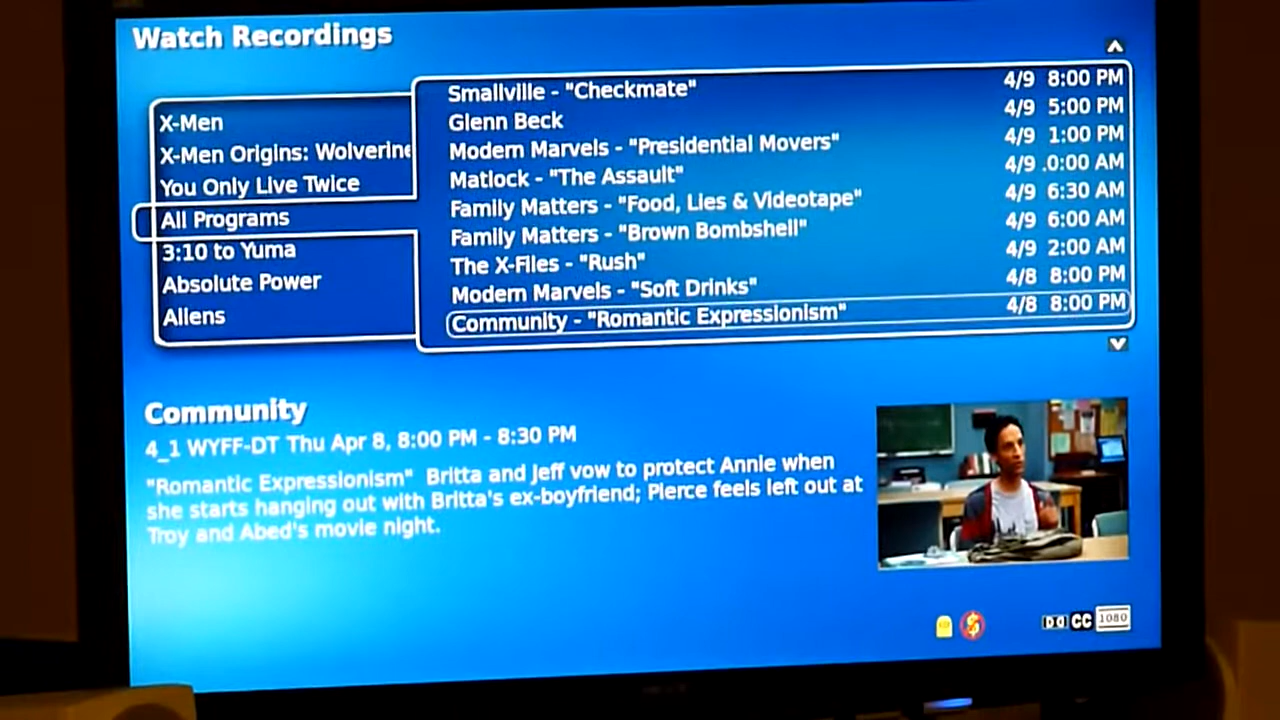 Watch Recordings
X-Men
X-Men Origins: Wolverine
You Only Live Twice
All Programs
3:10 to Yuma
Absolute Power
Aliens
Smallville - "Checkmate" 4/9 8:00 PM
Glenn Beck 4/9 5:00 PM
Modern Marvels - "Presidential Movers" 4/9 1:00 PM
Matlock - "The Assault" 4/9 .0:00 AM
Family Matters - "Food, Lies & Videotape" 4/9 6:30 AM
Family Matters - "Brown Bombshell" 4/9 6:00 AM
The X-Files - "Rush" 4/9 2:00 AM
Modern Marvels - "Soft Drinks" 4/8 8:00 PM
Community - "Romantic Expressionism" 4/8 8:00 PM
Community
4_1 WYFF-DT Thu Apr 8, 8:00 PM - 8:30 PM
"Romantic Expressionism" Britta and Jeff vow to protect Annie when
she starts hanging out with Britta's ex-boyfriend; Pierce feels left out at
Troy and Abed's movie night.
CC 1080